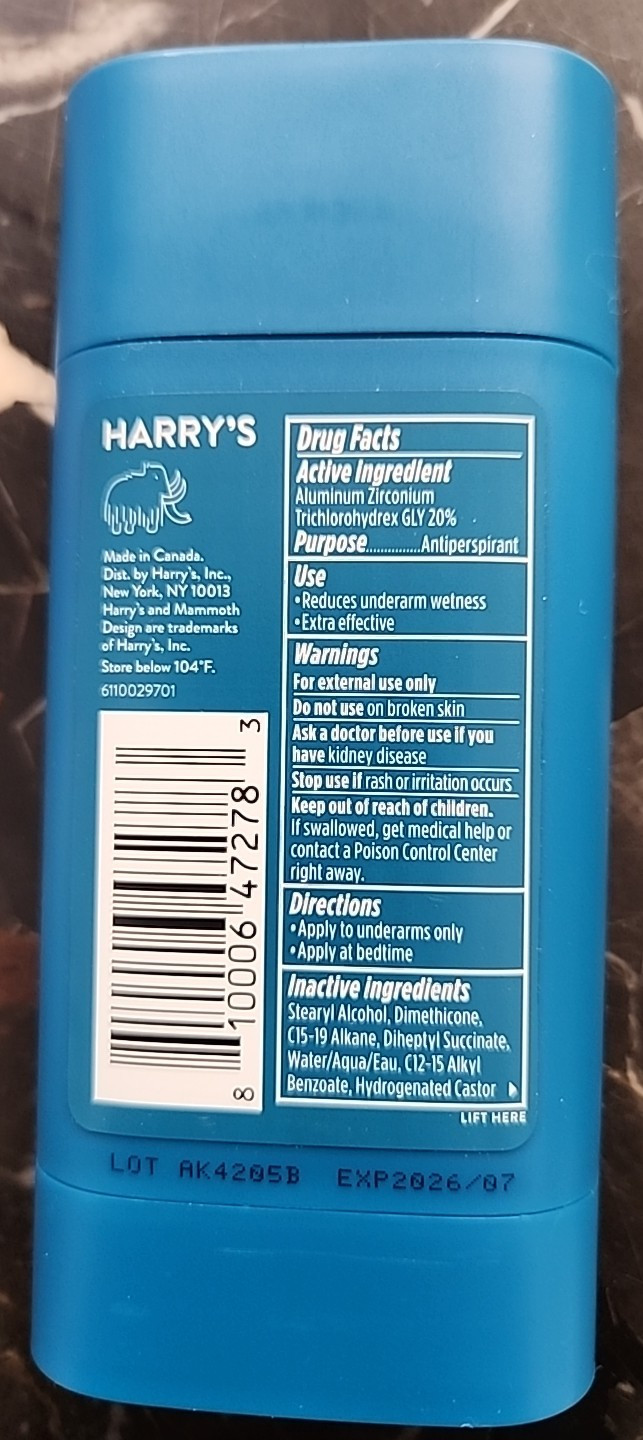 HARRY'S
Made in Canada.
Dist. by Harry's, Inc.,
New York, NY 10013
Harry's and Mammoth
Design are trademarks
of Harry's, Inc.
Store below 104°F.
6110029701
8 10006 47278 3
Drug Facts
Active Ingredient
Aluminum Zirconium
Trichlorohydrex GLY 20%
Purpose..............Antiperspirant
Use
•Reduces underarm wetness
•Extra effective
Warnings
For external use only
Do not use on broken skin
Ask a doctor before use if you
have kidney disease
Stop use if rash or irritation occurs
Keep out of reach of children.
If swallowed, get medical help or
contact a Poison Control Center
right away.
Directions
•Apply to underarms only
•Apply at bedtime
Inactive Ingredients
Stearyl Alcohol, Dimethicone,
C15-19 Alkane, Diheptyl Succinate,
Water/Aqua/Eau, C12-15 Alkyl
Benzoate, Hydrogenated Castor
LIFT HERE
LOT AK4205B EXP2026/07